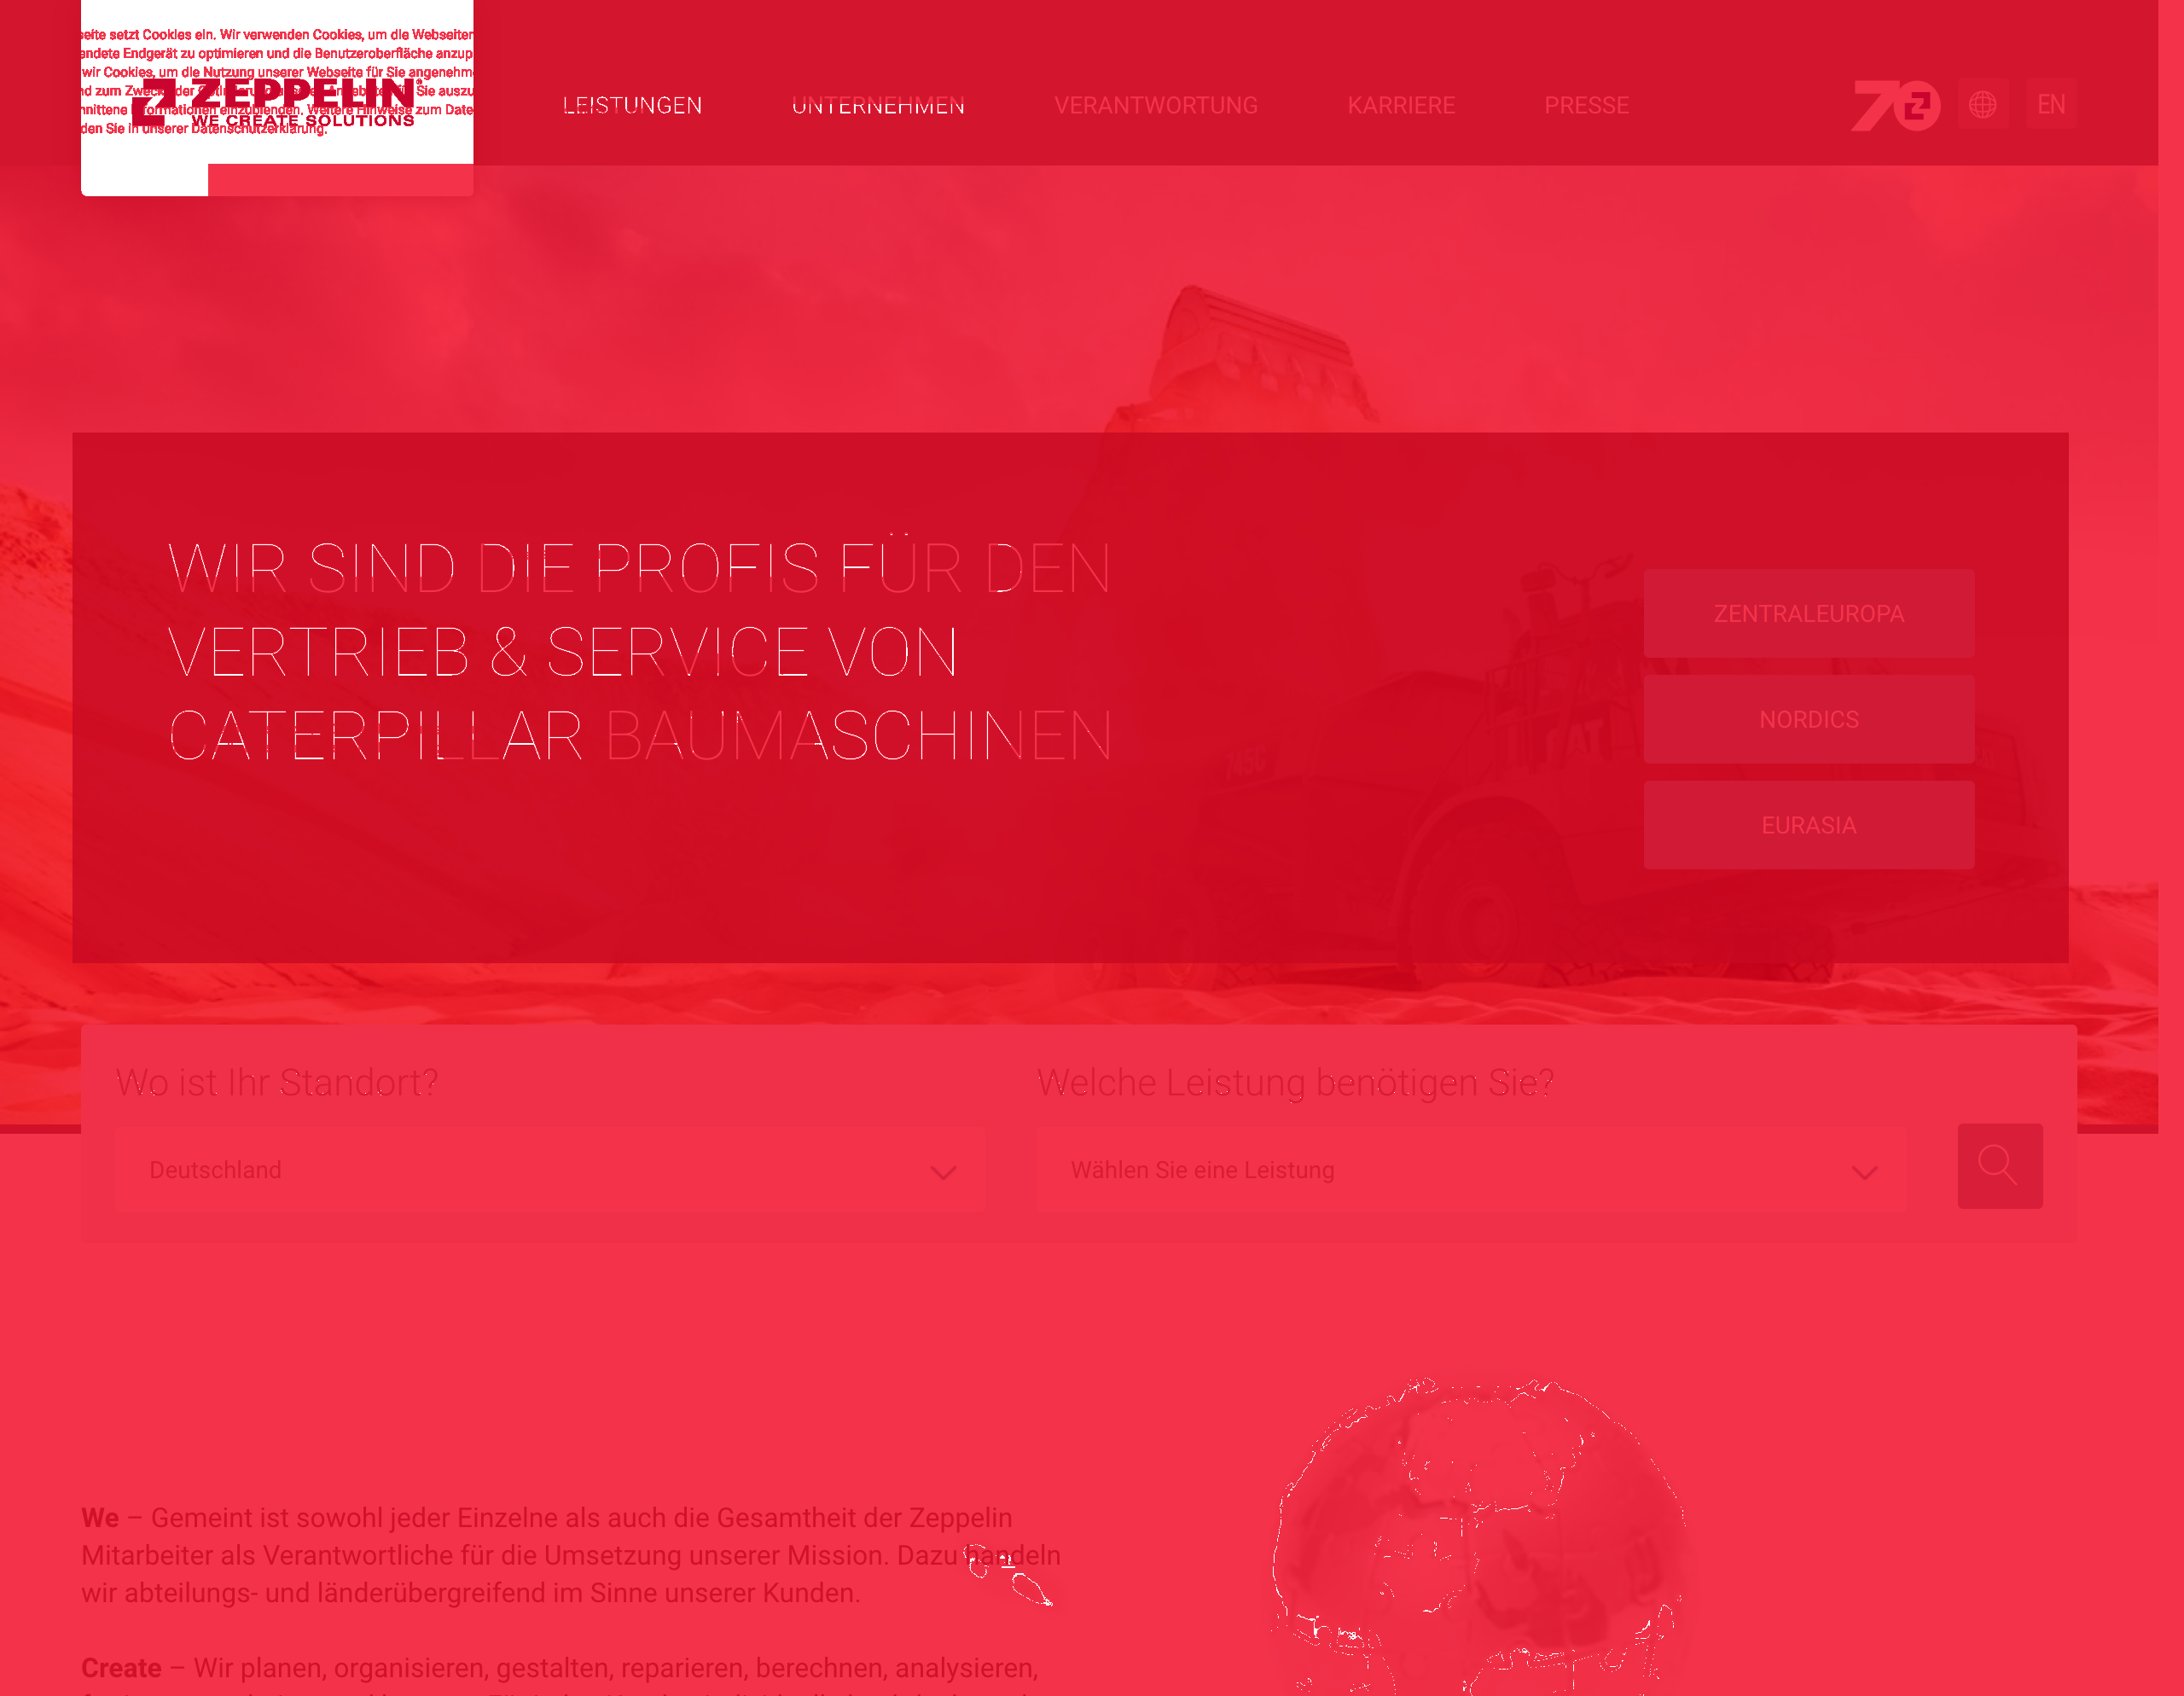 seite setzt Cookies ein. Wir verwenden Cookies, um die Webseiten
endete Endgerät zu optimieren und die Benutzeroberfläche anzup
wir Cookies, um die Nutzung unserer Webseite für Sie angenehm
d zum Zwecke der Sie auszu
hnittene Informationen einzublenden. Weitere Hinweise zum Date
den Sie in unserer Datenschutzerklärung.
ZEPPELIN®
WE CREATE SOLUTIONS
LEISTUNGEN UNTERNEHMEN VERANTWORTUNG KARRIERE PRESSE 70 EN
WIR SIND DIE PROFIS FÜR DEN
VERTRIEB & SERVICE VON
CATERPILLAR BAUMASCHINEN
ZENTRALEUROPA
NORDICS
EURASIA
745C
CAT
Wo ist Ihr Standort? Welche Leistung benötigen Sie?
Deutschland Wählen Sie eine Leistung
We – Gemeint ist sowohl jeder Einzelne als auch die Gesamtheit der Zeppelin
Mitarbeiter als Verantwortliche für die Umsetzung unserer Mission. Dazu handeln
wir abteilungs- und länderübergreifend im Sinne unserer Kunden.
Create – Wir planen, organisieren, gestalten, reparieren, berechnen, analysieren,